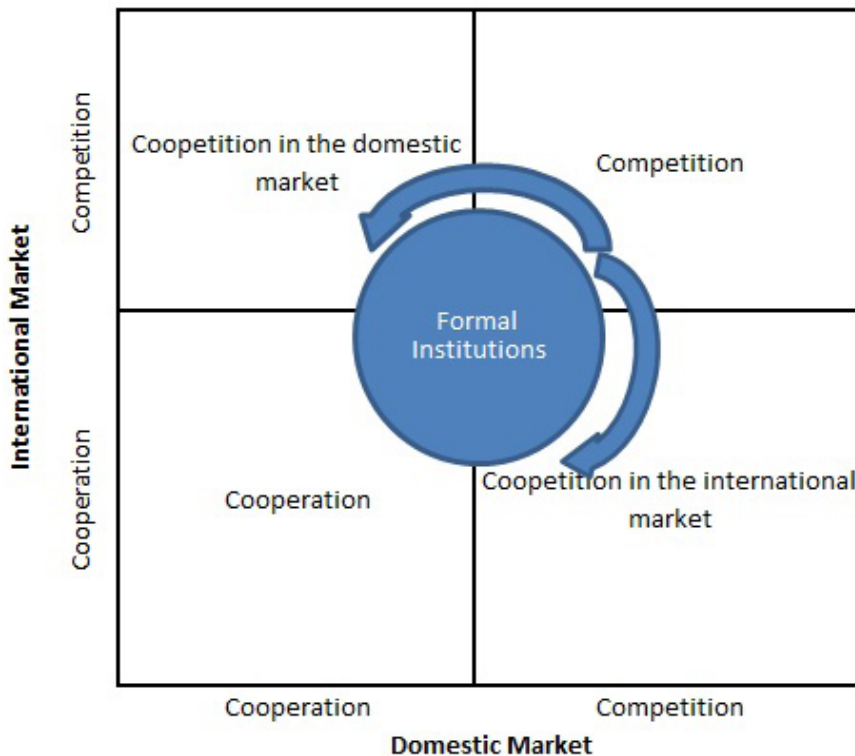 International Market
Competition
Cooperation
Coopetition in the domestic
market
Competition
Formal
Institutions
Cooperation
Coopetition in the international
market
Cooperation
Competition
Domestic Market